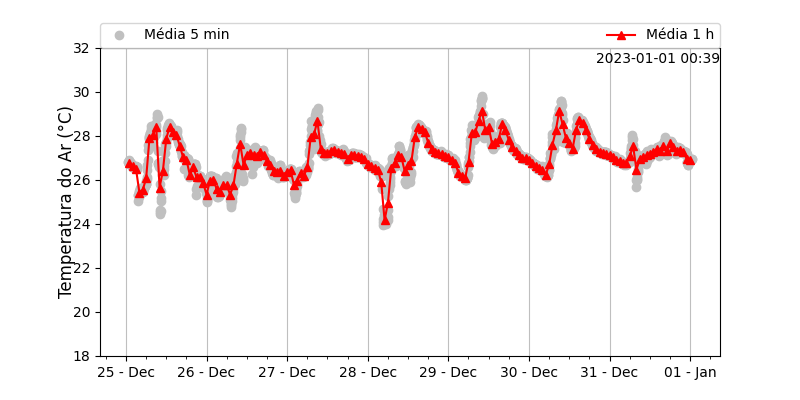 Média 5 min
Média 1 h
2023-01-01 00:39
Temperatura do Ar (°C)
32
30
28
26
24
22
20
18
25 - Dec
26 - Dec
27 - Dec
28 - Dec
29 - Dec
30 - Dec
31 - Dec
01 - Jan